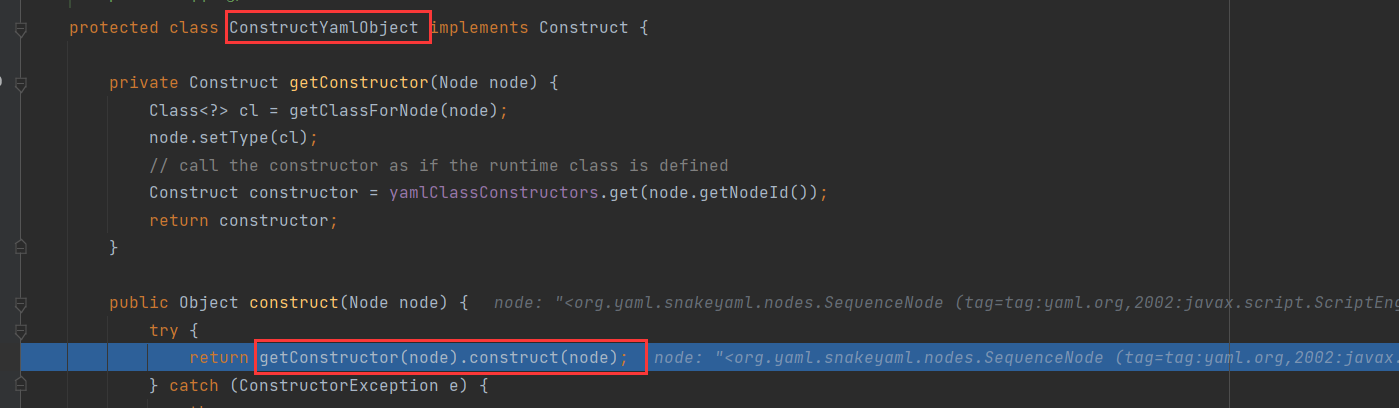 protected class ConstructYamlObject implements Construct {
private Construct getConstructor(Node node) {
Class<?> cl = getClassForNode(node);
node.setType(cl);
// call the constructor as if the runtime class is defined
Construct constructor = yamlClassConstructors.get(node.getNodeId());
return constructor;
}
public Object construct(Node node) { node: "<org.yaml.snakeyaml.nodes.SequenceNode (tag=tag:yaml.org,2002:javax.script.ScriptEng
try {
return getConstructor(node).construct(node); node: "<org.yaml.snakeyaml.nodes.SequenceNode (tag=tag:yaml.org,2002:javax.
} catch (ConstructorException e) {